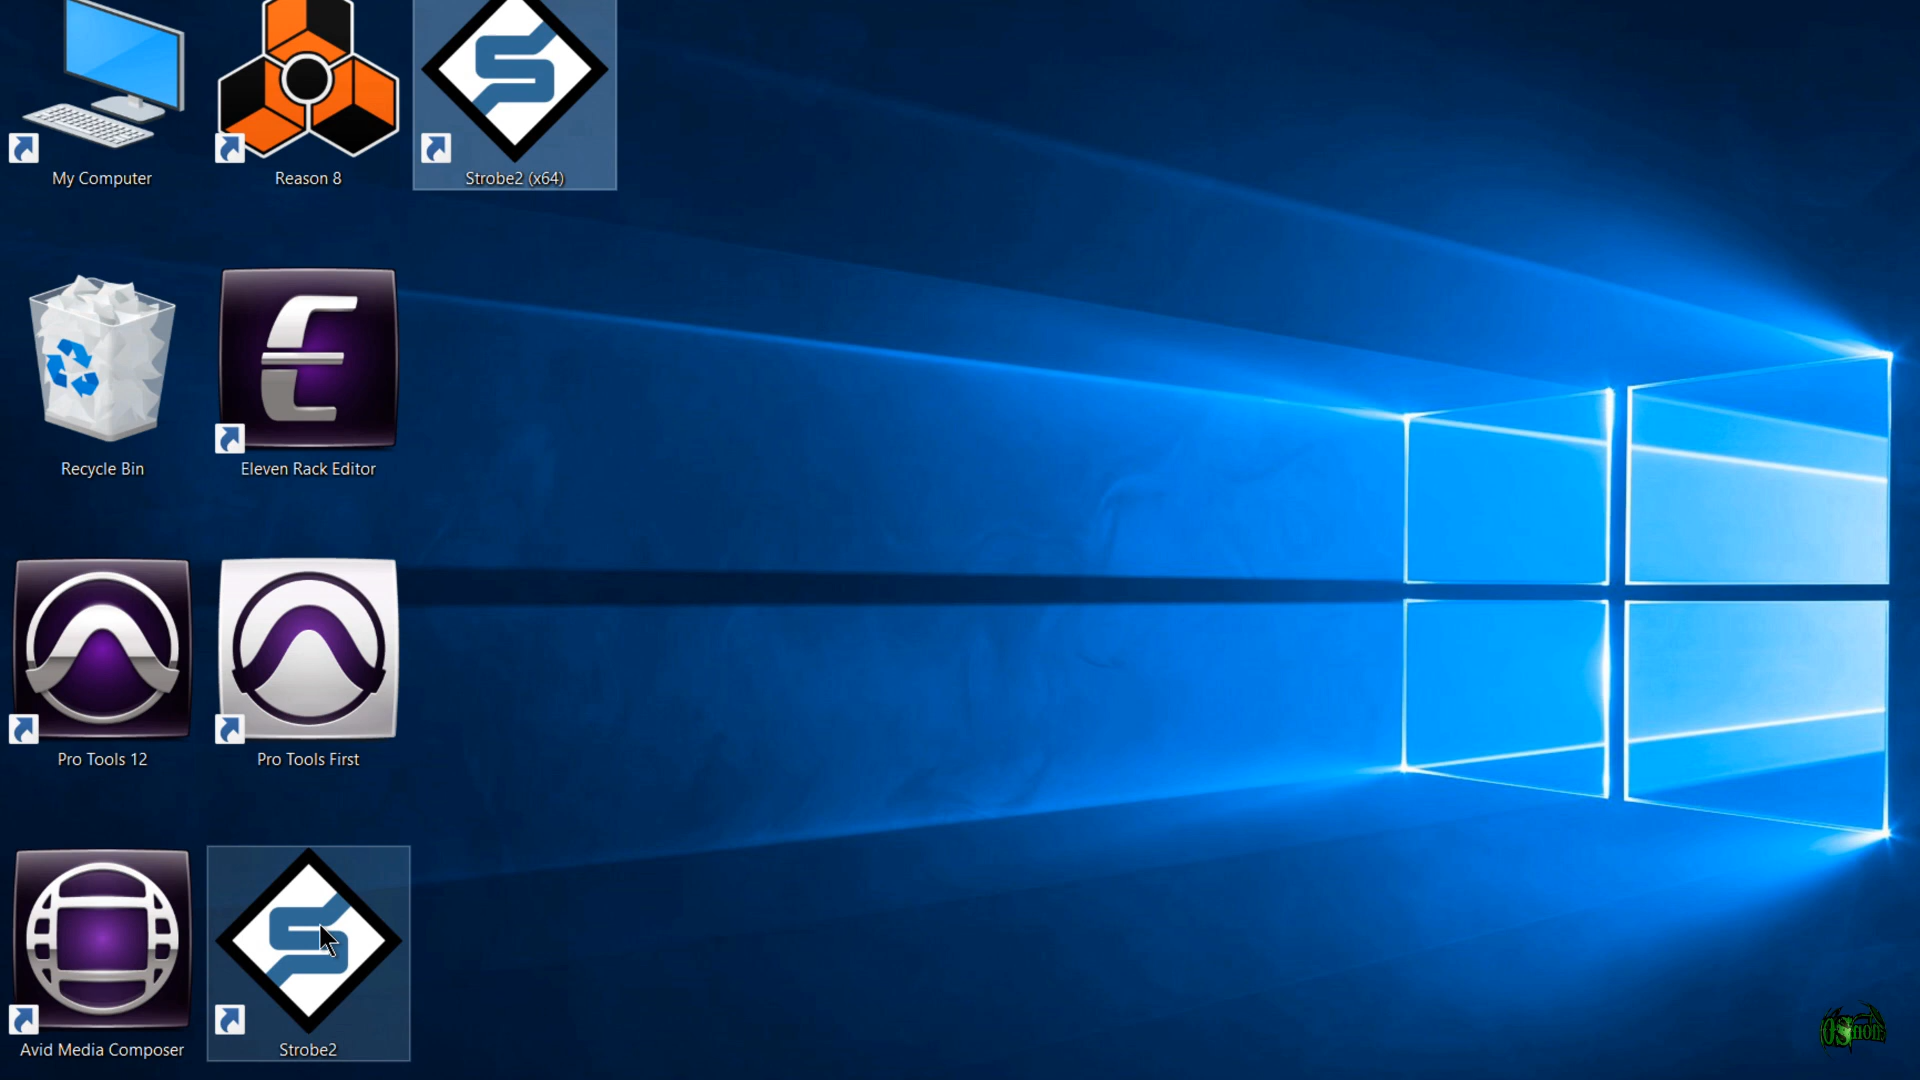 My Computer
Reason 8
Strobe2 (x64)
Recycle Bin
Eleven Rack Editor
Pro Tools 12
Pro Tools First
Avid Media Composer
Strobe2